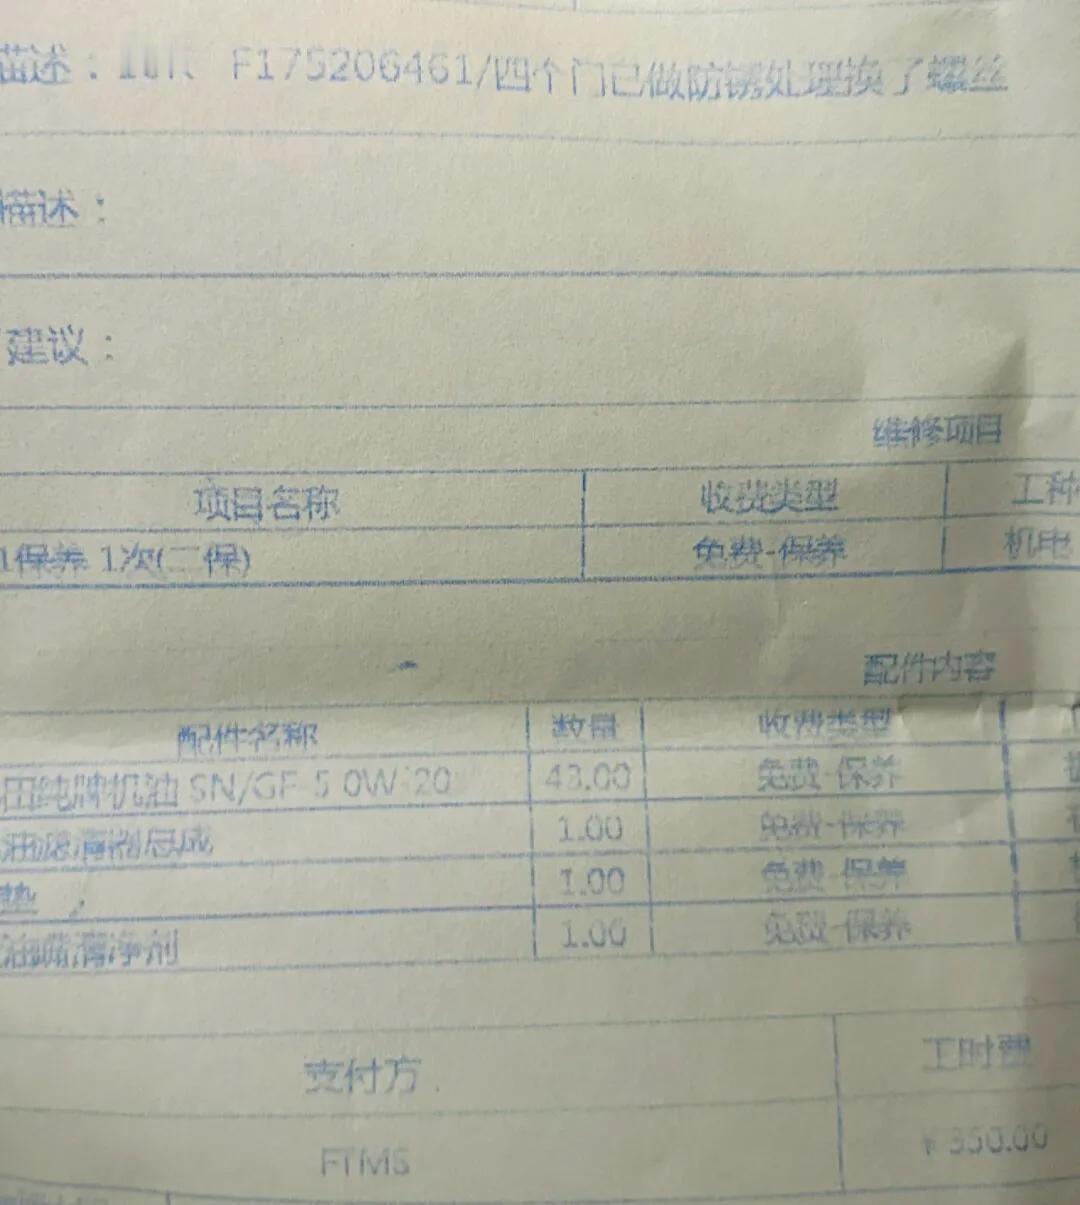 描述： F175206461/四个门已做防锈处理换了螺丝
描述：
建议：
维修项目
项目名称 收费类型 工种
保养 1次(二保) 免费-保养 机电
配件内容
配件名称 数量 收费类型
田纯牌机油 SN/GF-5 0W-20 43.00 免费-保养
油滤清器总成 1.00 免费-保养
垫 1.00 免费-保养
油嘴清净剂 1.00 免费-保养
支付方 工时费
FTMS ¥350.00